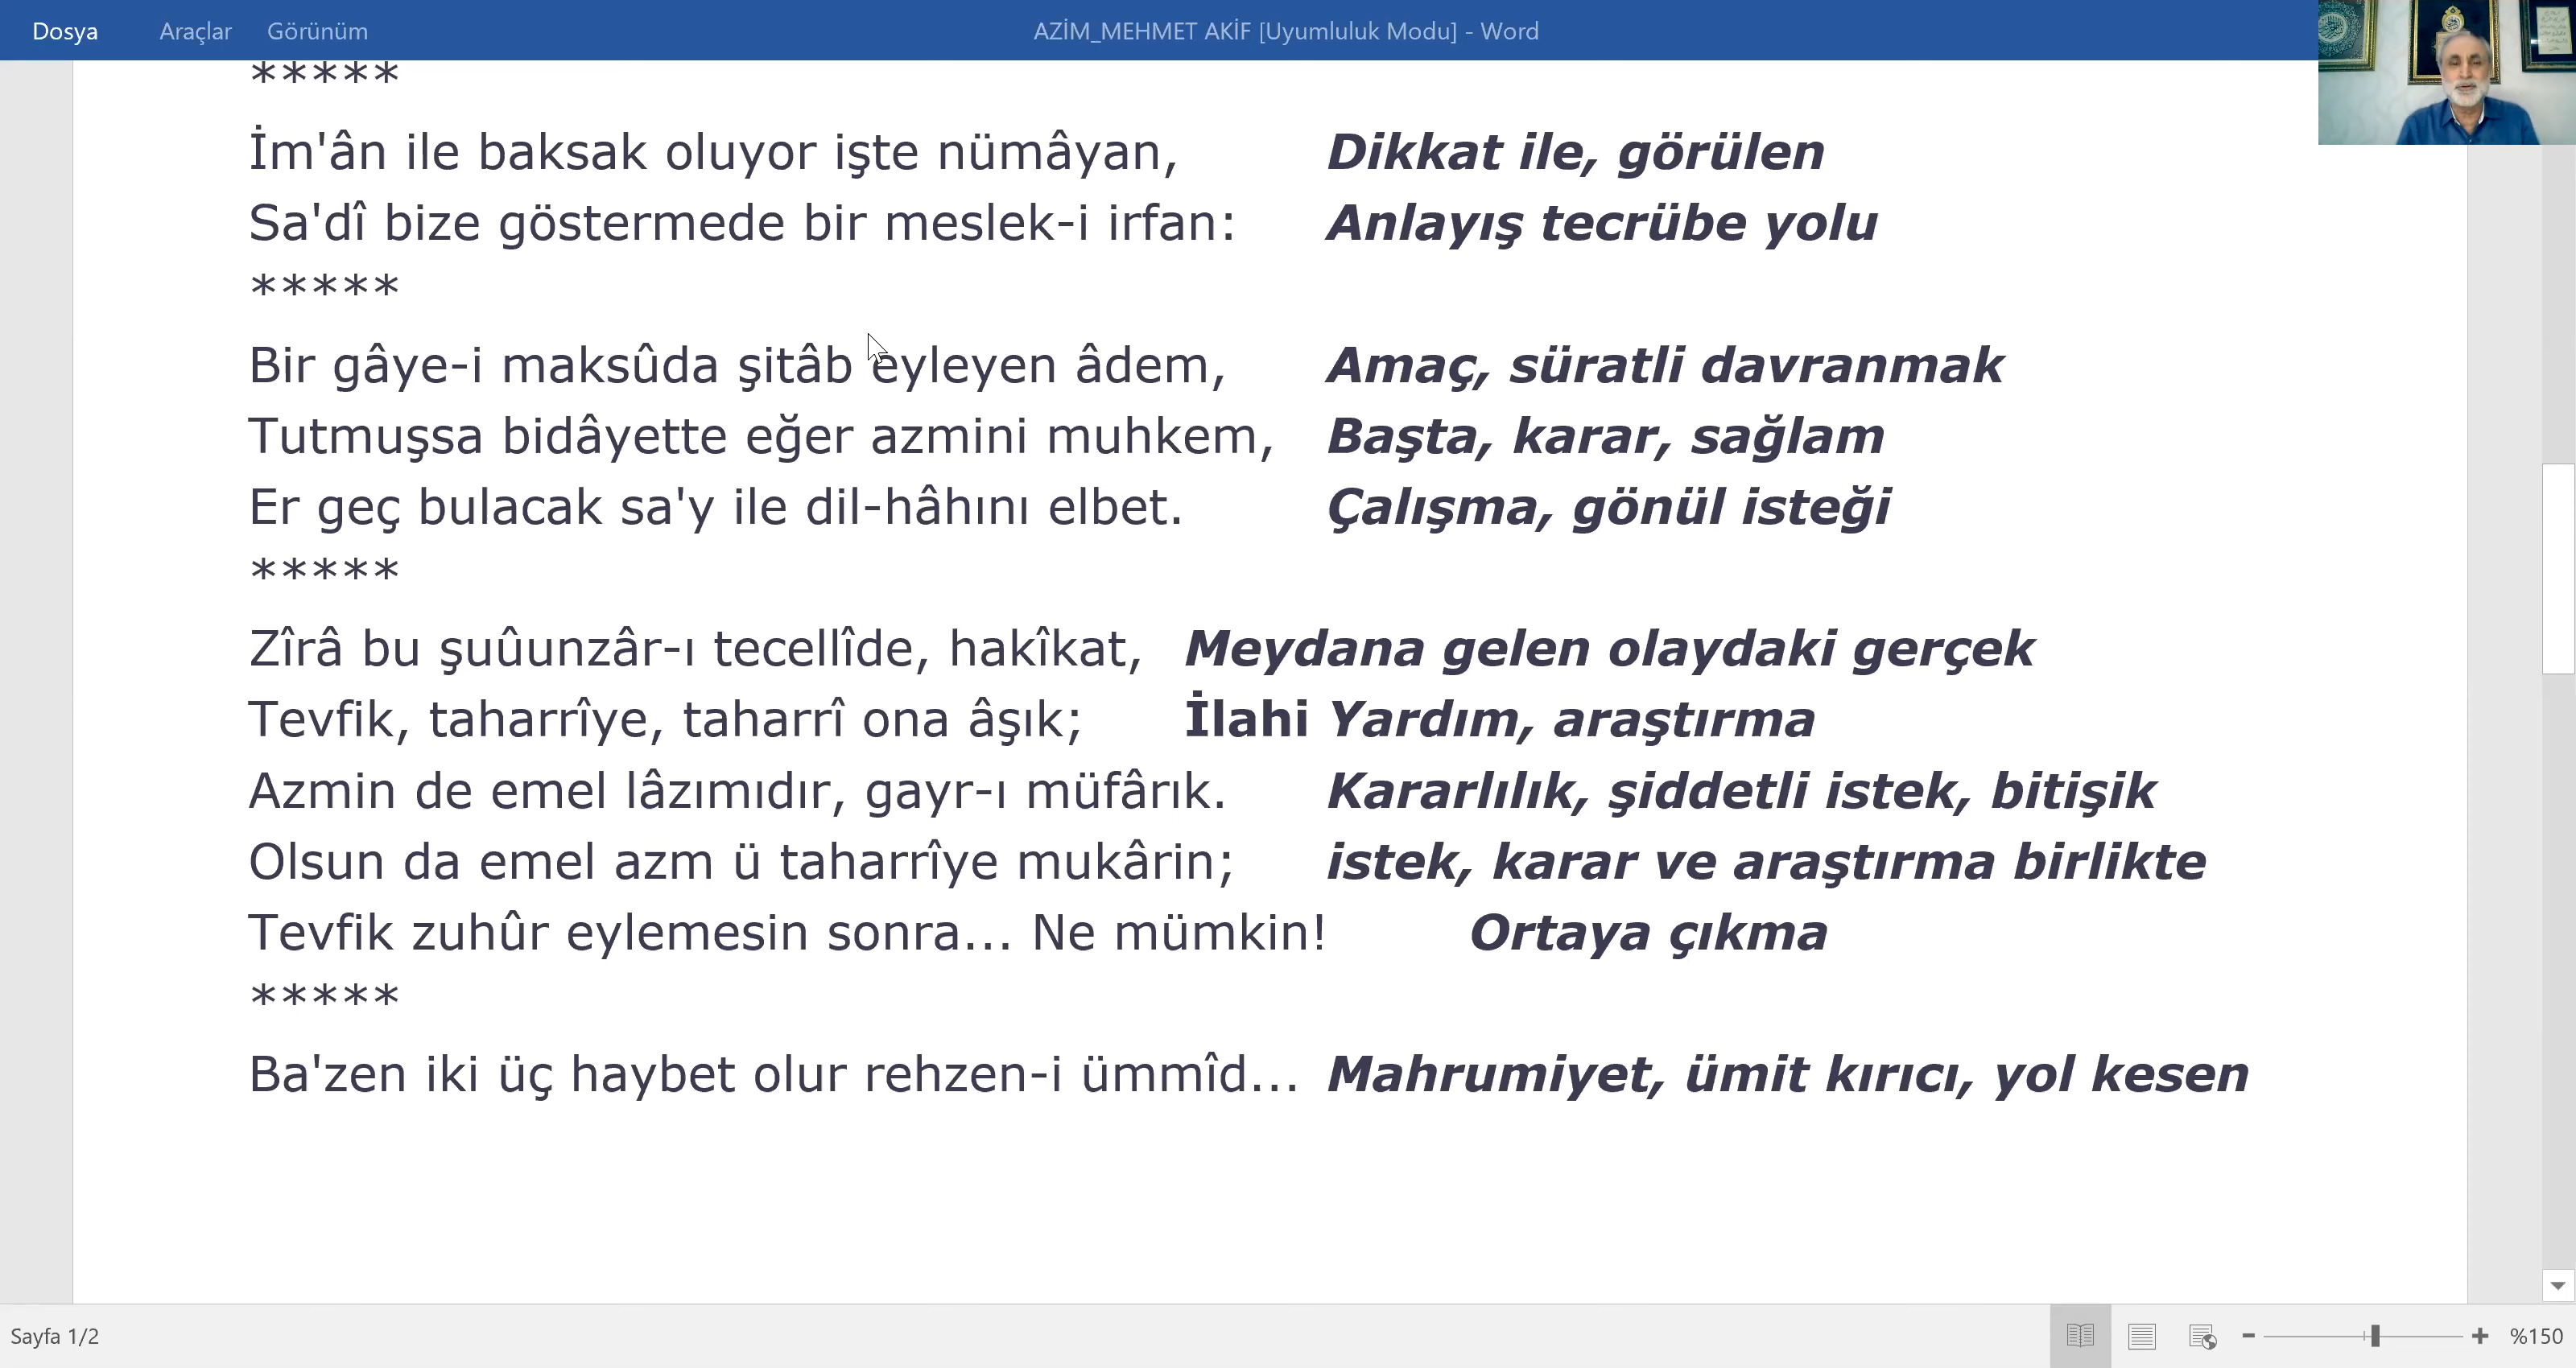 Dosya Araçlar Görünüm AZİM_MEHMET AKİF [Uyumluluk Modu] - Word
*****
İm'ân ile baksak oluyor işte nümâyan, Dikkat ile, görülen
Sa'dî bize göstermede bir meslek-i irfan: Anlayış tecrübe yolu
*****
Bir gâye-i maksûda şitâb eyleyen âdem, Amaç, süratli davranmak
Tutmuşsa bidâyette eğer azmini muhkem, Başta, karar, sağlam
Er geç bulacak sa'y ile dil-hâhını elbet. Çalışma, gönül isteği
*****
Zîrâ bu şuûunzâr-ı tecellîde, hakîkat, Meydana gelen olaydaki gerçek
Tevfik, taharrîye, taharrî ona âşık; İlahi Yardım, araştırma
Azmin de emel lâzımıdır, gayr-ı müfârık. Kararlılık, şiddetli istek, bitişik
Olsun da emel azm ü taharrîye mukârin; istek, karar ve araştırma birlikte
Tevfik zuhûr eylemesin sonra... Ne mümkin! Ortaya çıkma
*****
Ba'zen iki üç haybet olur rehzen-i ümmîd... Mahrumiyet, ümit kırıcı, yol kesen
Sayfa 1/2 %150